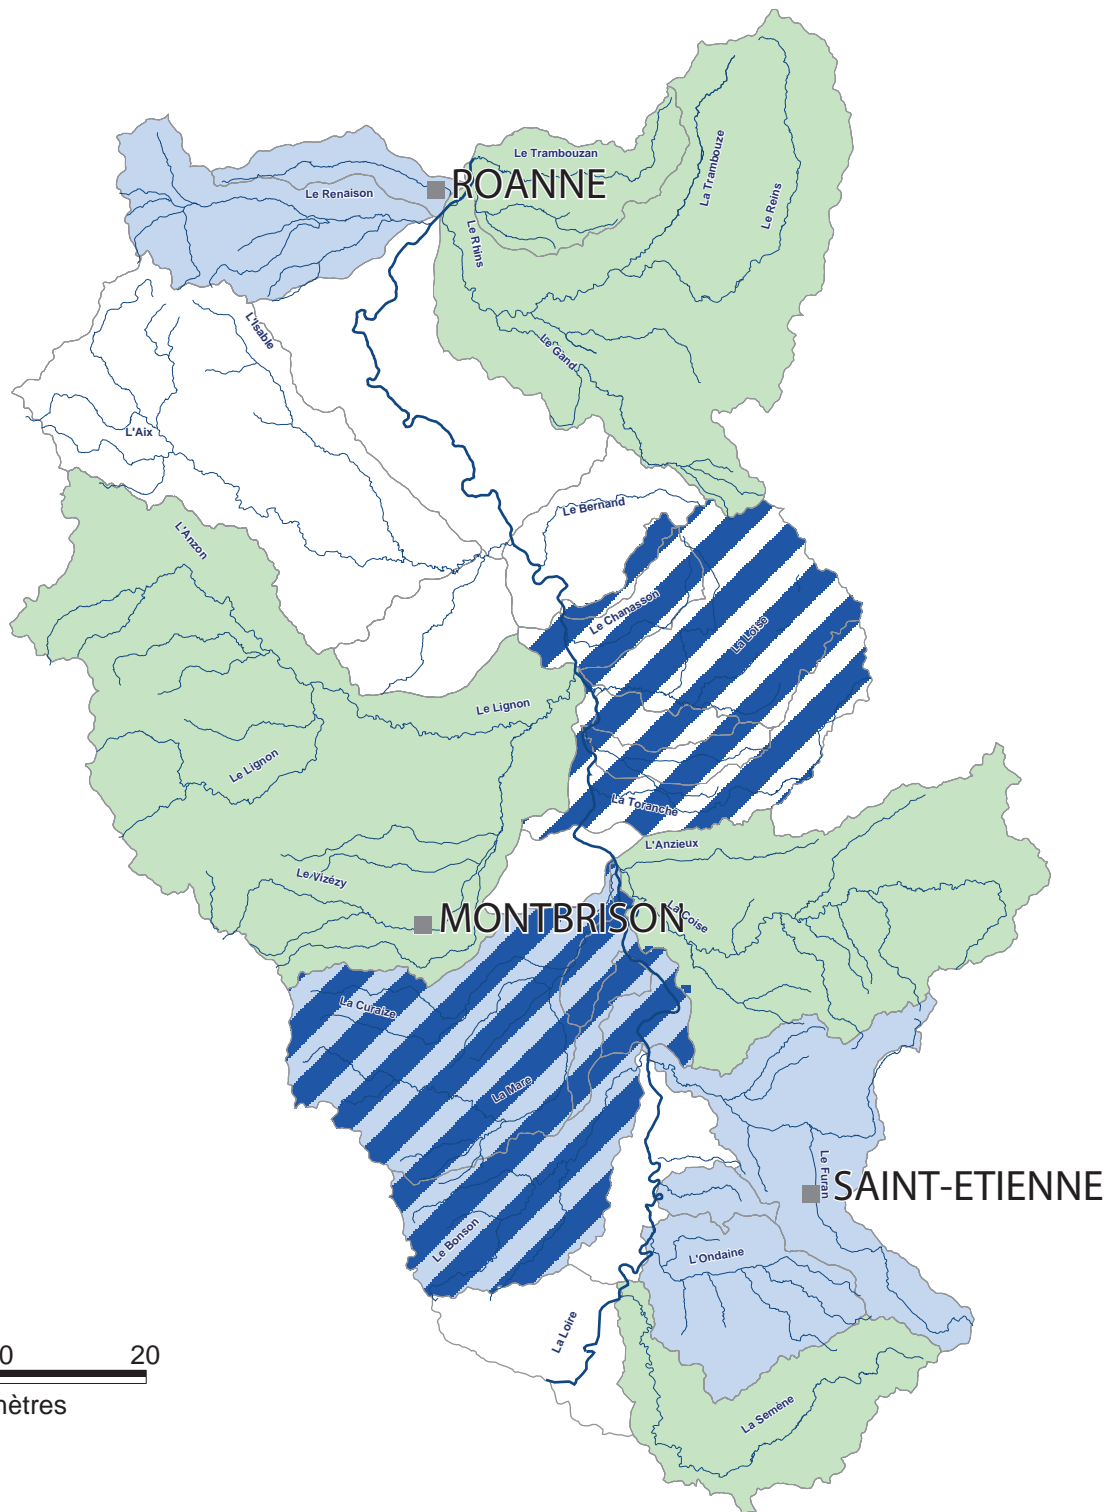 Le Trambouzan
La Trambouze
ROANNE
Le Renaison
Le Reins
Le Rhins
L'Isable
Le Gand
L'Aix
Le Bernand
L'Anzon
Le Chanasson
La Loise
Le Lignon
Le Lignon
La Toranche
L'Anzieux
Le Vizézy
MONTBRISON
La Coise
La Curaize
La Mare
Le Furan
SAINT-ETIENNE
Le Bonson
L'Ondaine
La Loire
0 20
mètres
La Semène